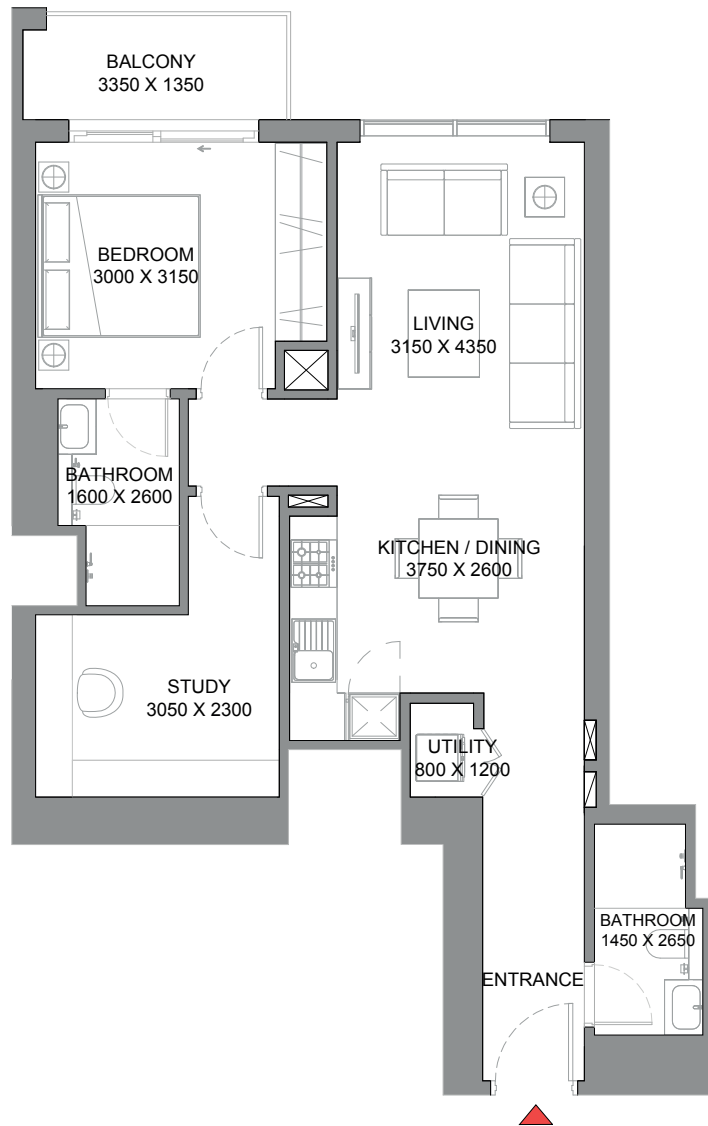 BALCONY
3350 X 1350
BEDROOM
3000 X 3150
LIVING
3150 X 4350
BATHROOM
1600 X 2600
KITCHEN / DINING
3750 X 2600
STUDY
3050 X 2300
UTILITY
800 X 1200
BATHROOM
1450 X 2650
ENTRANCE